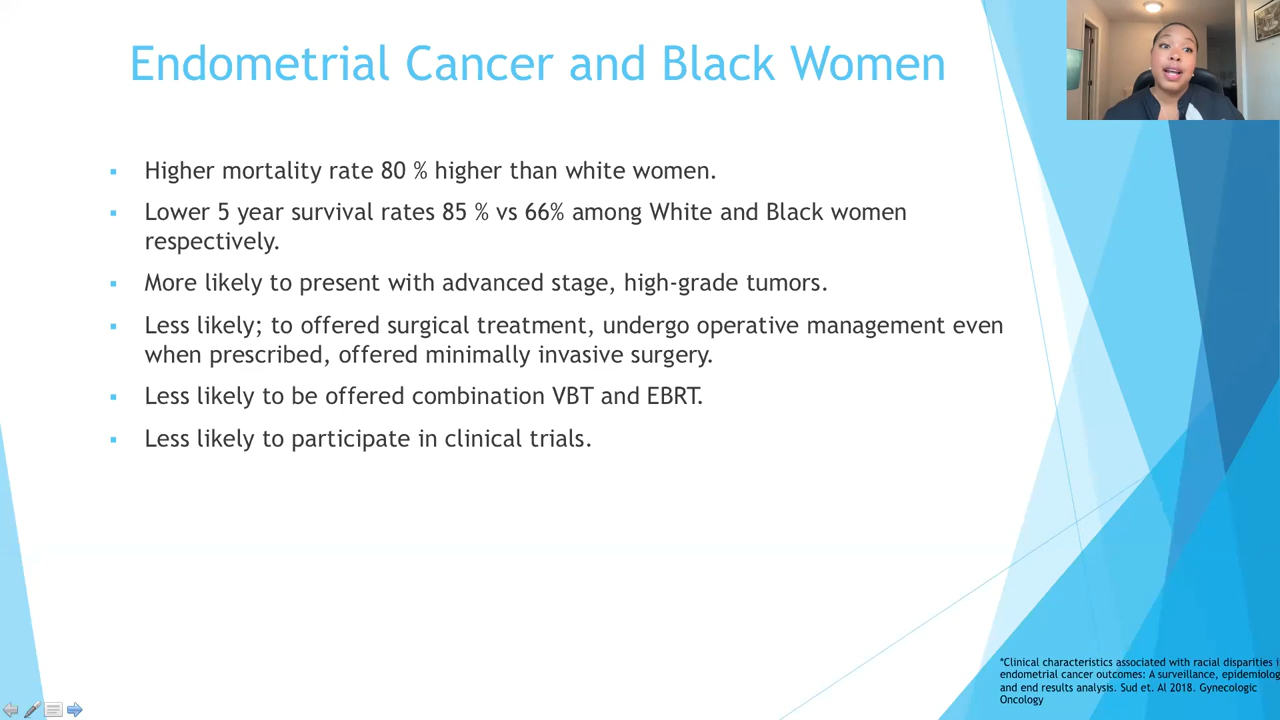 Endometrial Cancer and Black Women
Higher mortality rate 80 % higher than white women.
Lower 5 year survival rates 85 % vs 66% among White and Black women
respectively.
More likely to present with advanced stage, high-grade tumors.
Less likely; to offered surgical treatment, undergo operative management even
when prescribed, offered minimally invasive surgery.
Less likely to be offered combination VBT and EBRT.
Less likely to participate in clinical trials.
*Clinical characteristics associated with racial disparities i
endometrial cancer outcomes: A surveillance, epidemiolog
and end results analysis. Sud et. Al 2018. Gynecologic
Oncology